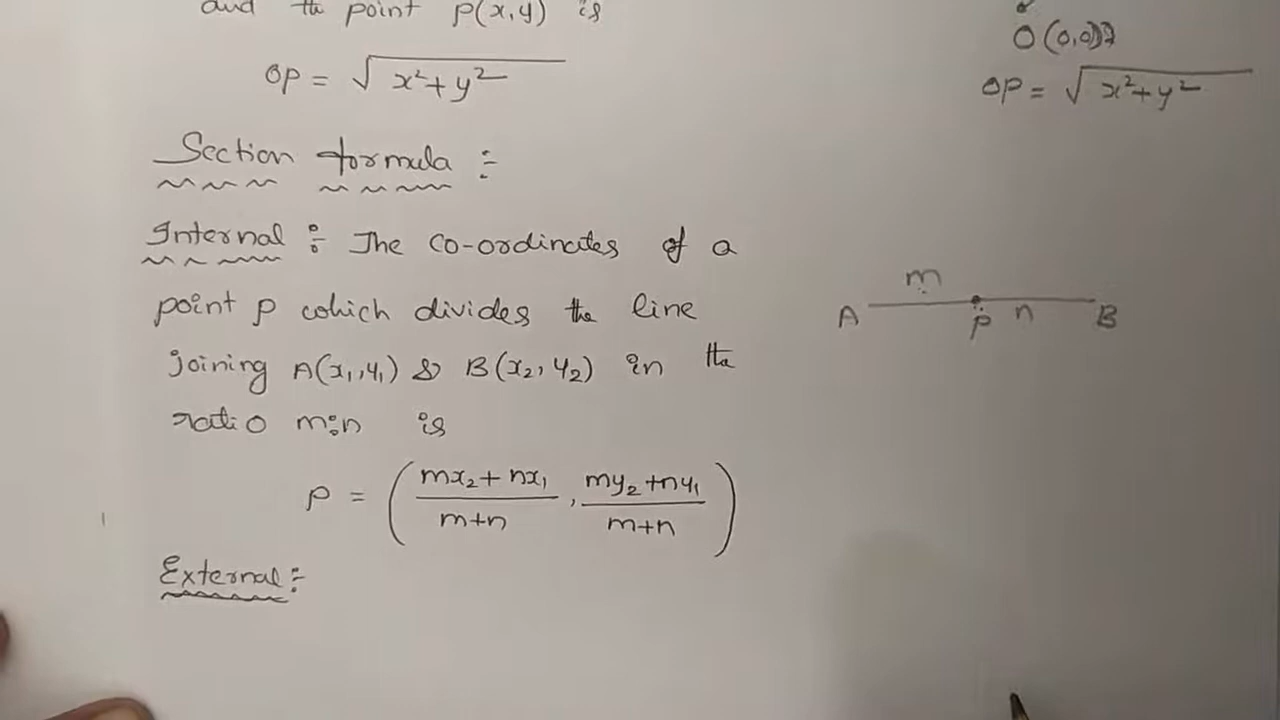 and the point P(x,y) is
OP = √x²+y²
O(0,0)
OP = √x²+y²
Section formula :-
Internal :- The co-ordinates of a
point P which divides the line
joining A(x₁,y₁) & B(x₂,y₂) in the
ratio m:n is
P = (mx₂+nx₁/m+n, my₂+ny₁/m+n)
External :-
m
A P n B